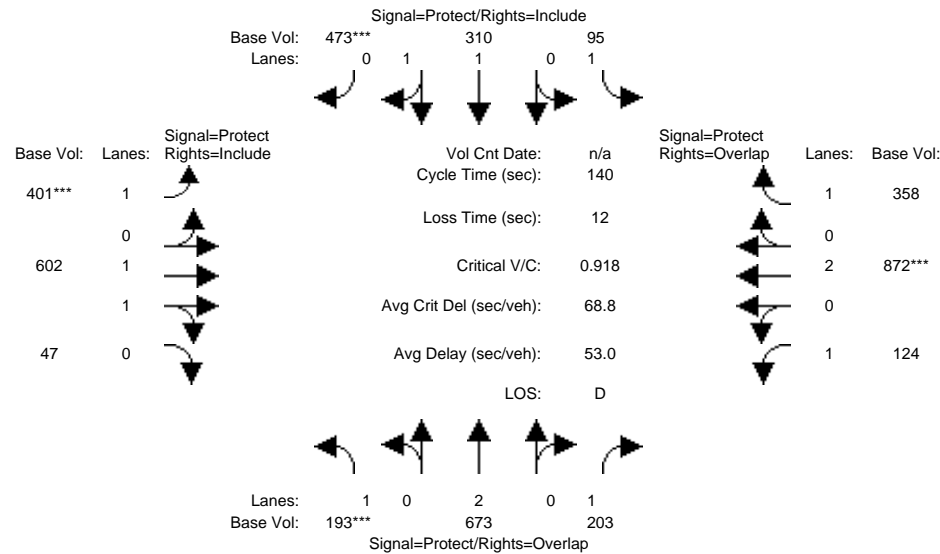 Signal=Protect/Rights=Include
Base Vol: 473*** 310 95
Lanes: 0 1 1 0 1
Signal=Protect Signal=Protect
Base Vol: Lanes: Rights=Include Vol Cnt Date: n/a Rights=Overlap Lanes: Base Vol:
Cycle Time (sec): 140
401*** 1 1 358
Loss Time (sec): 12
0 0
602 1 Critical V/C: 0.918 2 872***
1 Avg Crit Del (sec/veh): 68.8 0
47 0 Avg Delay (sec/veh): 53.0 1 124
LOS: D
Lanes: 1 0 2 0 1
Base Vol: 193*** 673 203
Signal=Protect/Rights=Overlap